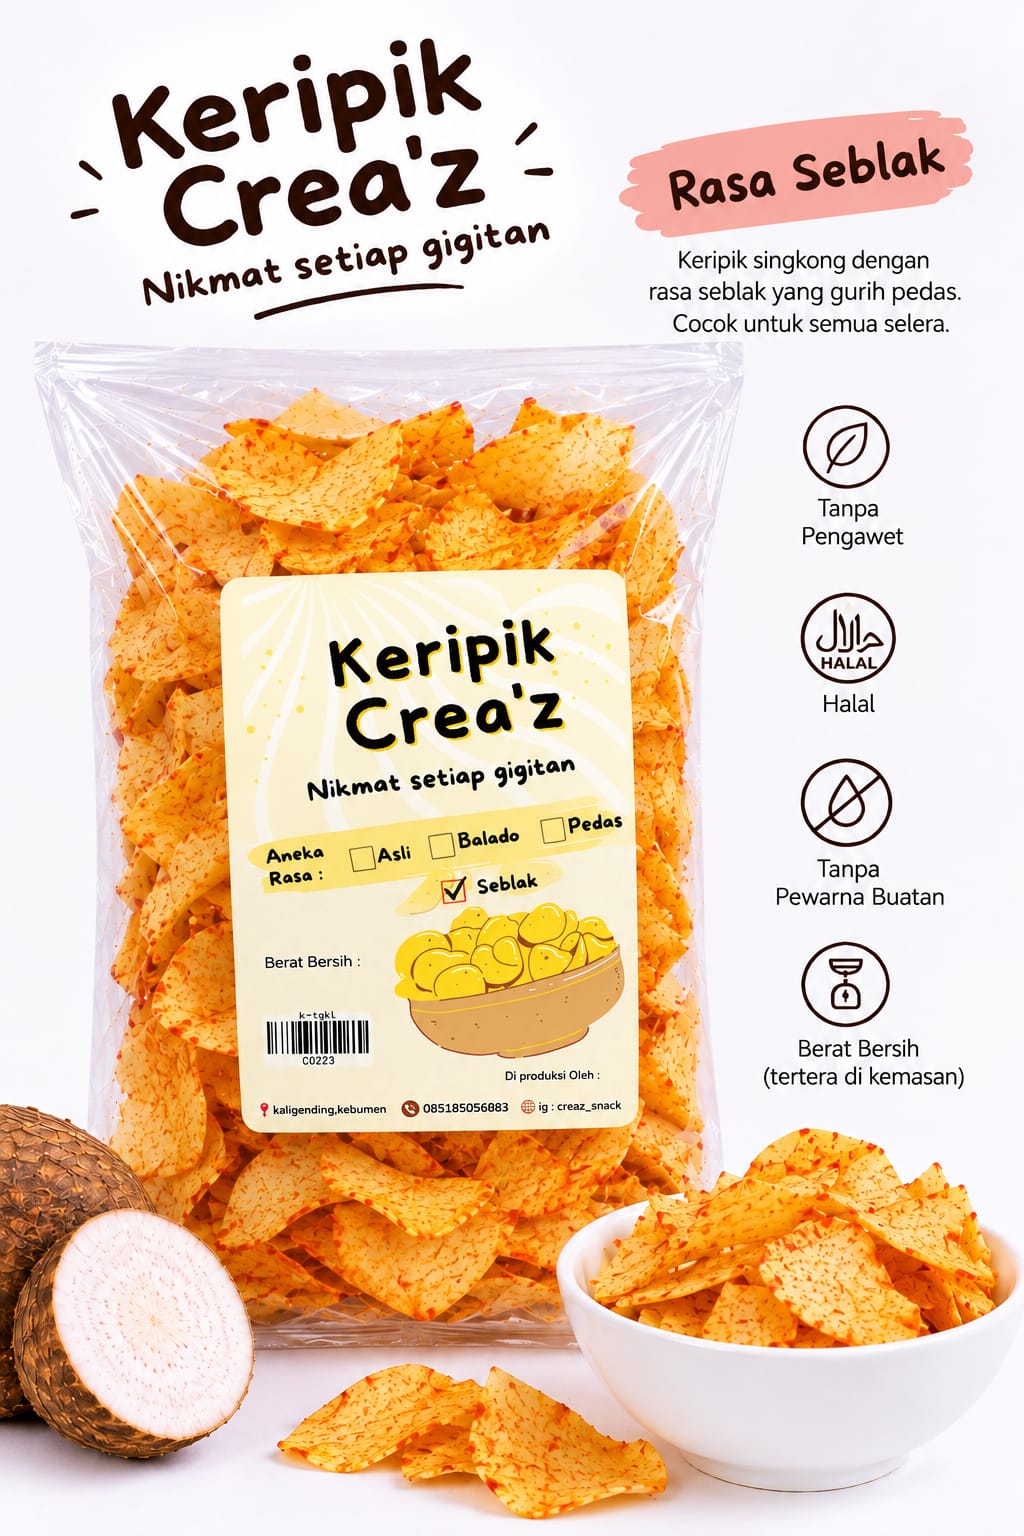 Keripik
Crea'z
Nikmat setiap gigitan
Rasa Seblak
Keripik singkong dengan
rasa seblak yang gurih pedas.
Cocok untuk semua selera.
Tanpa
Pengawet
حلال
HALAL
Halal
Tanpa
Pewarna Buatan
Berat Bersih
(tertera di kemasan)
Keripik
Crea'z
Nikmat setiap gigitan
Aneka
Rasa :
Asli
Balado
Pedas
Seblak
Berat Bersih :
k-tgkl
C0223
Di produksi Oleh :
kaligending,kebumen
085185056083
ig : creaz_snack